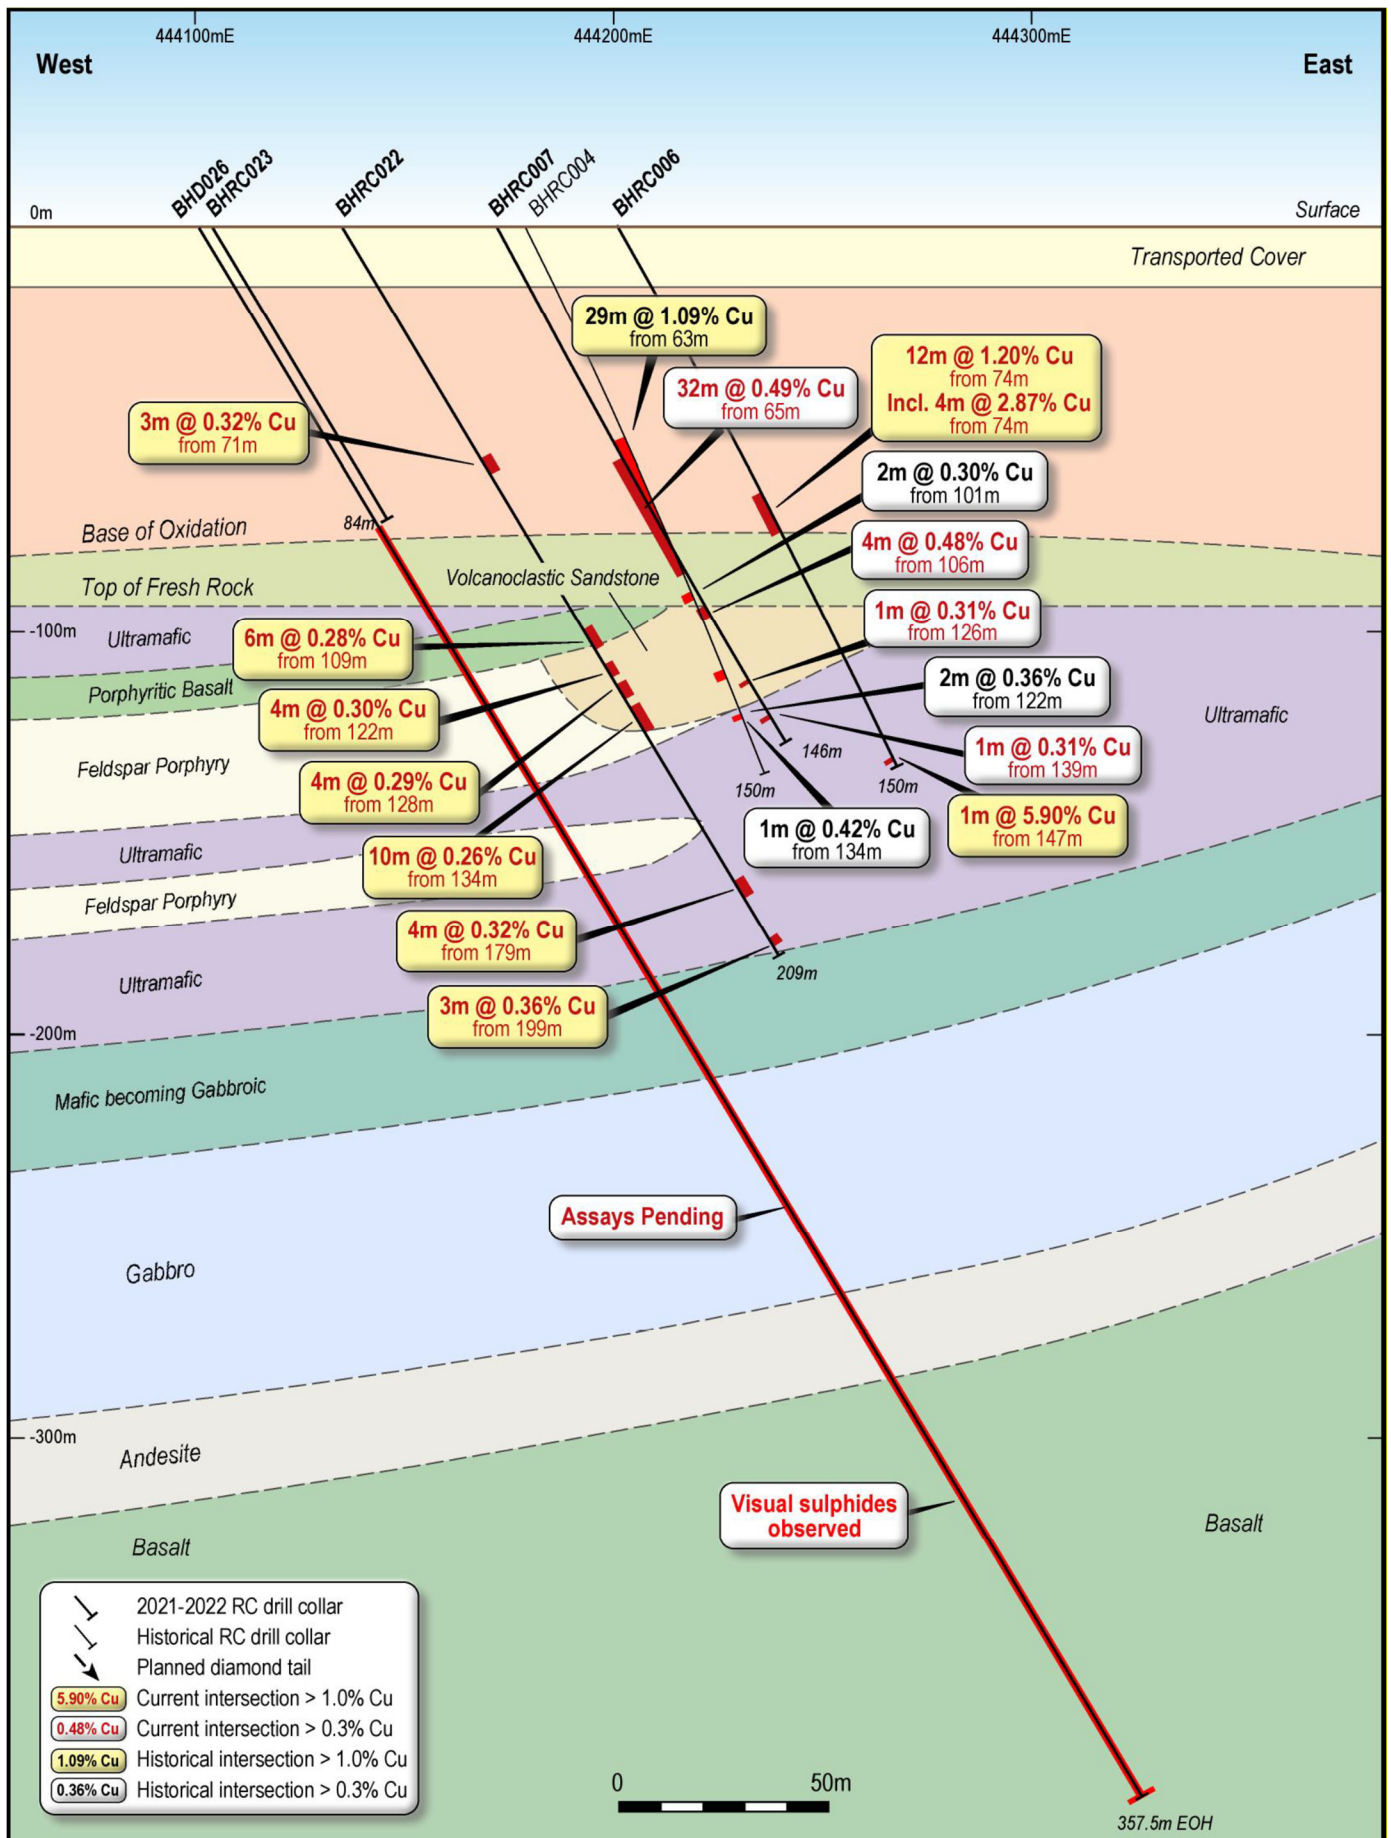 444100mE
444200mE
444300mE
West
East
BHD026
BHRC023
BHRC022
BHRC007
BHRC004
BHRC006
0m
Surface
Transported Cover
29m @ 1.09% Cu
from 63m
32m @ 0.49% Cu
from 65m
12m @ 1.20% Cu
from 74m
Incl. 4m @ 2.87% Cu
from 74m
3m @ 0.32% Cu
from 71m
2m @ 0.30% Cu
from 101m
84m
Base of Oxidation
4m @ 0.48% Cu
from 106m
Volcanoclastic Sandstone
Top of Fresh Rock
1m @ 0.31% Cu
from 126m
-100m
Ultramafic
6m @ 0.28% Cu
from 109m
2m @ 0.36% Cu
from 122m
Porphyritic Basalt
4m @ 0.30% Cu
from 122m
Ultramafic
1m @ 0.31% Cu
from 139m
146m
Feldspar Porphyry
4m @ 0.29% Cu
from 128m
150m
150m
1m @ 5.90% Cu
from 147m
1m @ 0.42% Cu
from 134m
Ultramafic
10m @ 0.26% Cu
from 134m
Feldspar Porphyry
4m @ 0.32% Cu
from 179m
209m
Ultramafic
3m @ 0.36% Cu
from 199m
-200m
Mafic becoming Gabbroic
Assays Pending
Gabbro
-300m
Andesite
Visual sulphides
observed
Basalt
Basalt
2021-2022 RC drill collar
Historical RC drill collar
Planned diamond tail
5.90% Cu Current intersection > 1.0% Cu
0.48% Cu Current intersection > 0.3% Cu
1.09% Cu Historical intersection > 1.0% Cu
0.36% Cu Historical intersection > 0.3% Cu
0 50m
357.5m EOH